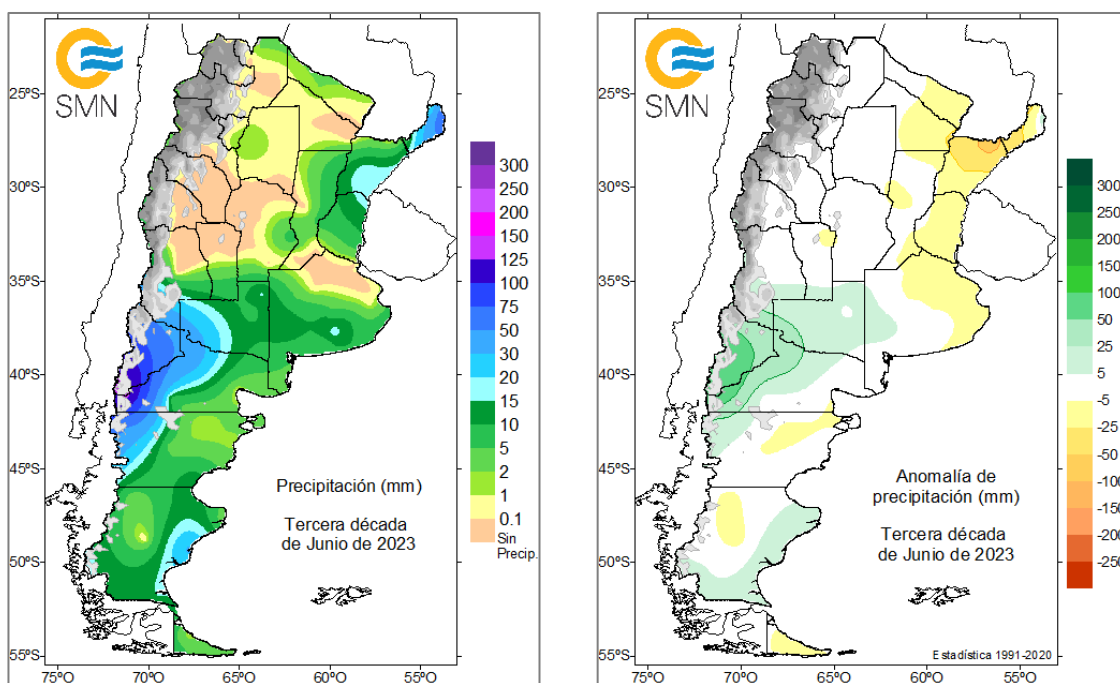 SMN
25ºS
30ºS
35ºS
40ºS
45ºS
50ºS
55ºS
75ºO
70ºO
65ºO
60ºO
55ºO
Precipitación (mm)
Tercera década
de Junio de 2023
300
250
200
150
125
100
75
50
30
20
15
10
5
2
1
0.1
Sin
Precip.
SMN
25ºS
30ºS
35ºS
40ºS
45ºS
50ºS
55ºS
75ºO
70ºO
65ºO
60ºO
55ºO
Anomalía de
precipitación (mm)
Tercera década
de Junio de 2023
Estadística 1991-2020
300
250
200
150
100
50
25
5
-5
-25
-50
-100
-150
-200
-250